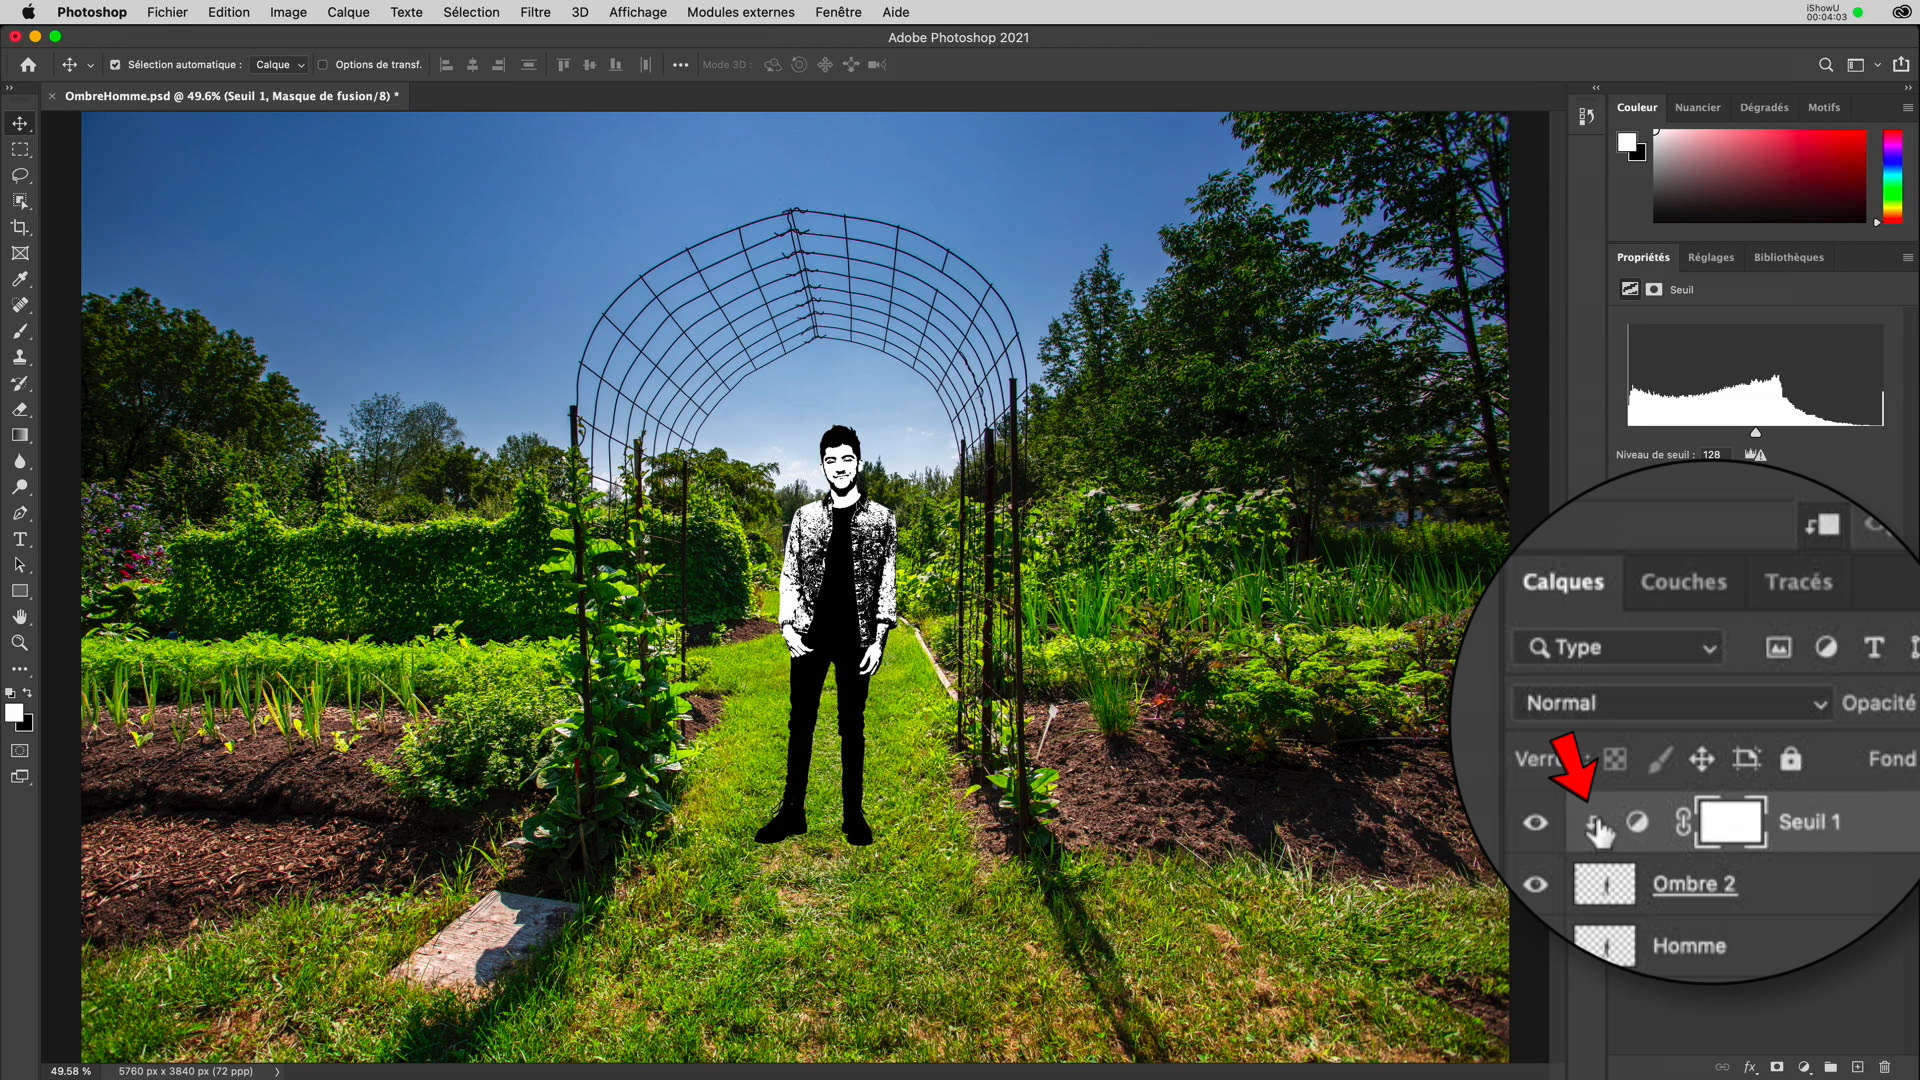 Photoshop Fichier Edition Image Calque Texte Sélection Filtre 3D Affichage Modules externes Fenêtre Aide
iShowU
00:04:03
Adobe Photoshop 2021
Sélection automatique : Calque Options de transf. Mode 3D :
OmbreHomme.psd @ 49.6% (Seuil 1, Masque de fusion/8) *
Couleur Nuancier Dégradés Motifs
Propriétés Réglages Bibliothèques
Seuil
Niveau de seuil : 128
Calques Couches Tracés
Type
Normal Opacité
Fond
Seuil 1
Ombre 2
Homme
49.58 % 5760 px x 3840 px (72 ppp)